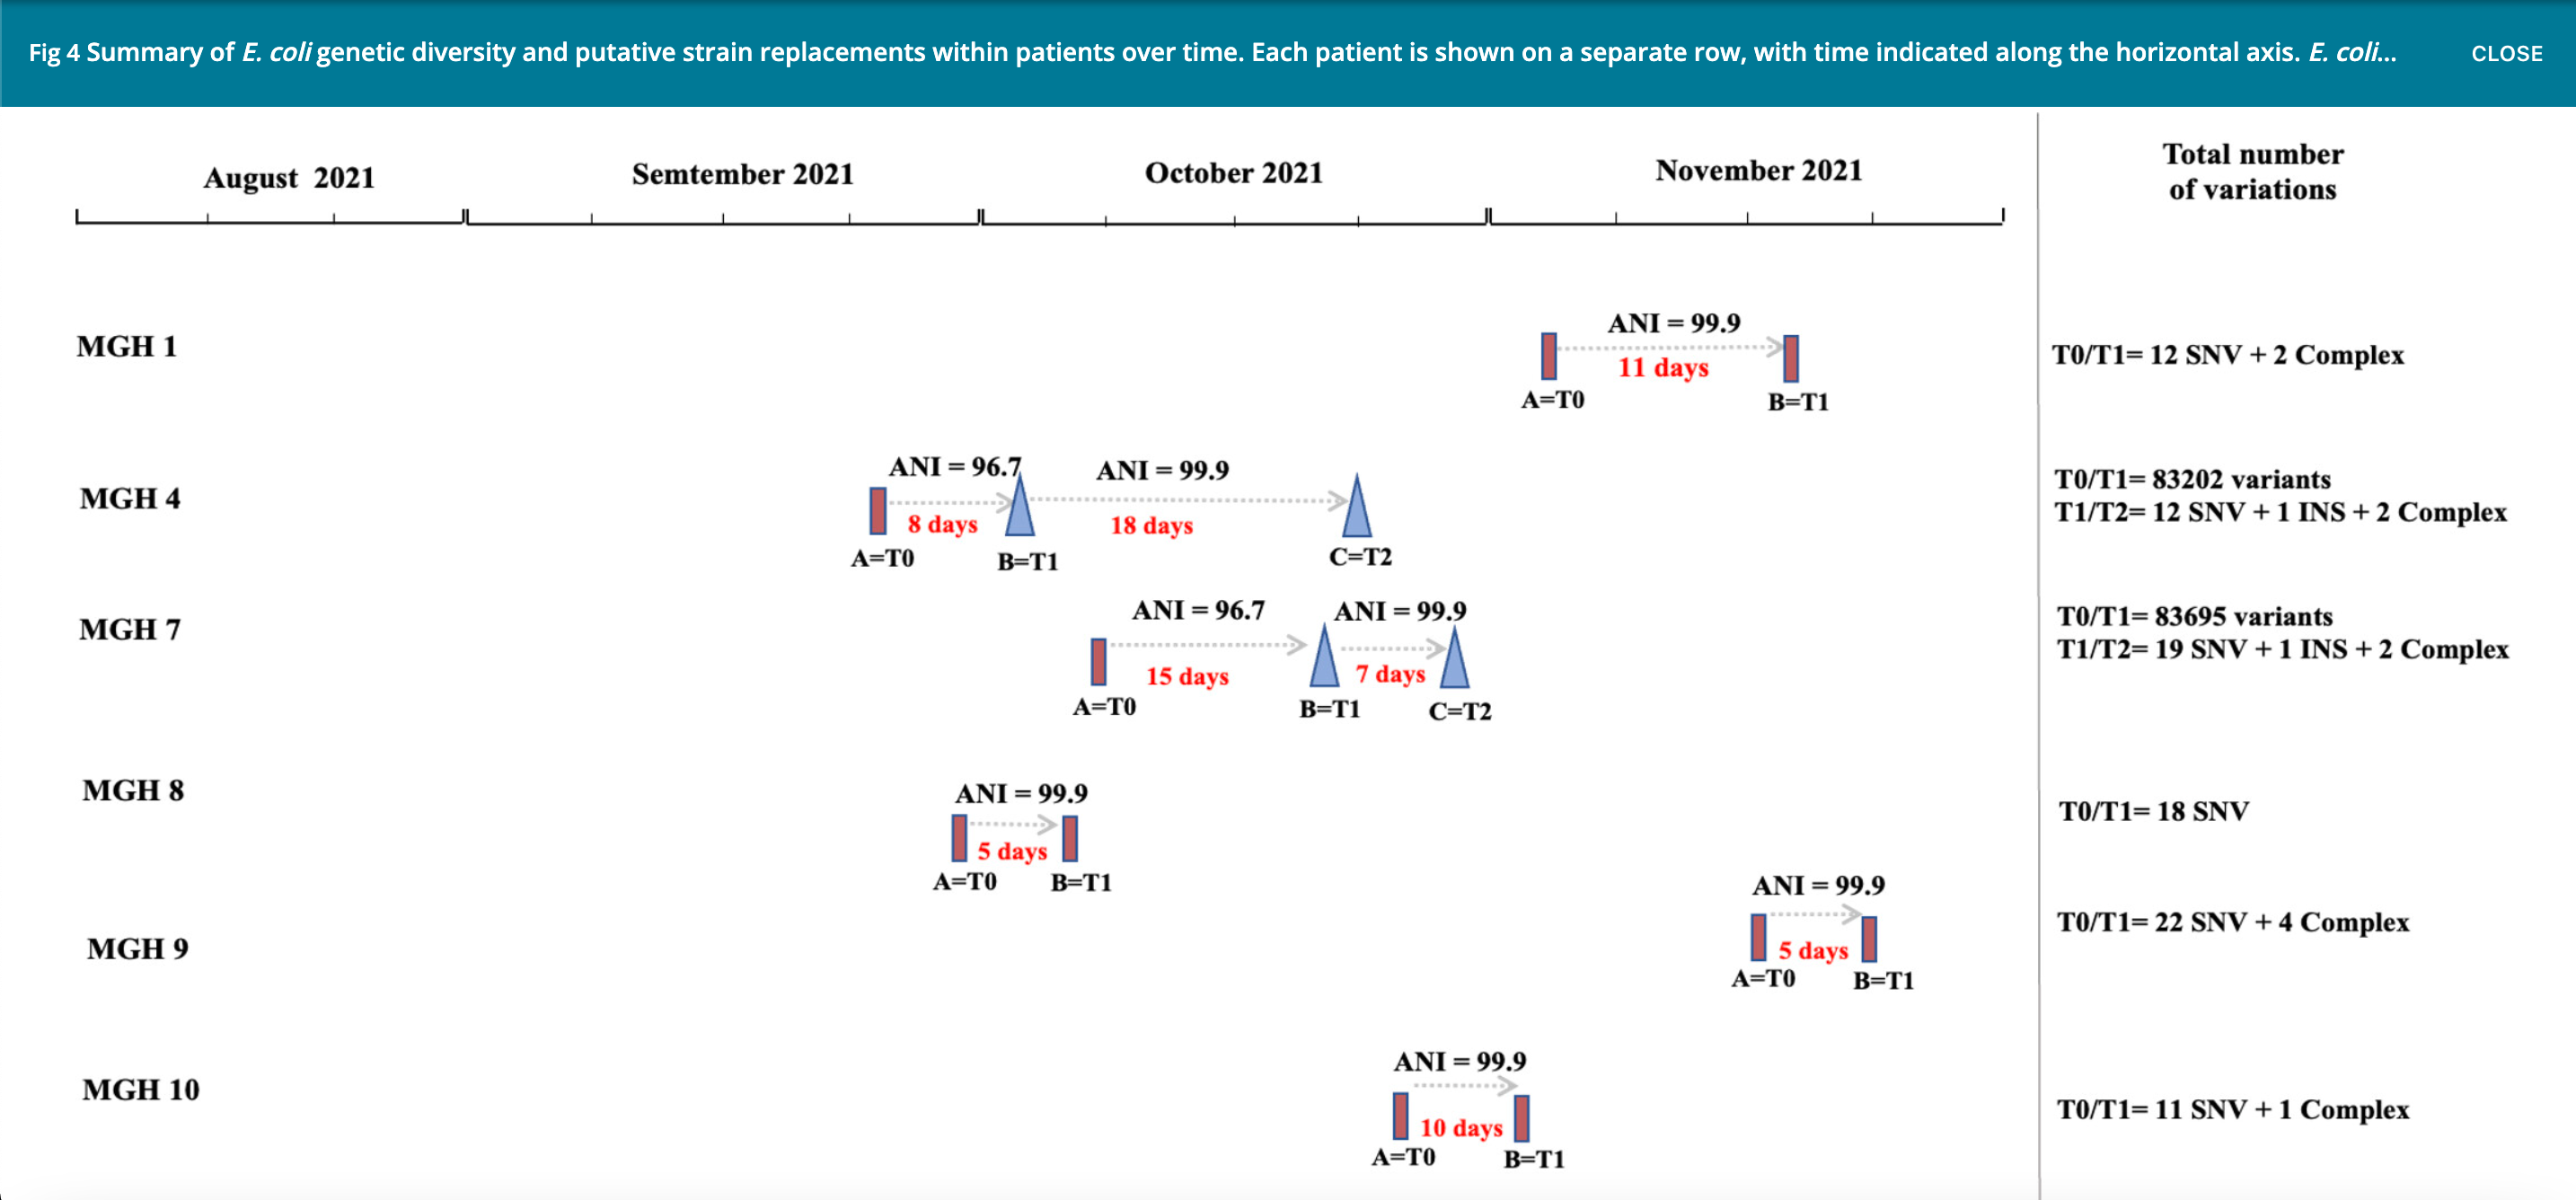 Fig 4 Summary of E. coli genetic diversity and putative strain replacements within patients over time. Each patient is shown on a separate row, with time indicated along the horizontal axis. E. coli...
CLOSE
August 2021
Semtember 2021
October 2021
November 2021
Total number
of variations
MGH 1
ANI = 99.9
11 days
A=T0
B=T1
T0/T1= 12 SNV + 2 Complex
MGH 4
ANI = 96.7
ANI = 99.9
8 days
18 days
A=T0
B=T1
C=T2
T0/T1= 83202 variants
T1/T2= 12 SNV + 1 INS + 2 Complex
MGH 7
ANI = 96.7
ANI = 99.9
15 days
7 days
A=T0
B=T1
C=T2
T0/T1= 83695 variants
T1/T2= 19 SNV + 1 INS + 2 Complex
MGH 8
ANI = 99.9
5 days
A=T0
B=T1
T0/T1= 18 SNV
MGH 9
ANI = 99.9
5 days
A=T0
B=T1
T0/T1= 22 SNV + 4 Complex
MGH 10
ANI = 99.9
10 days
A=T0
B=T1
T0/T1= 11 SNV + 1 Complex